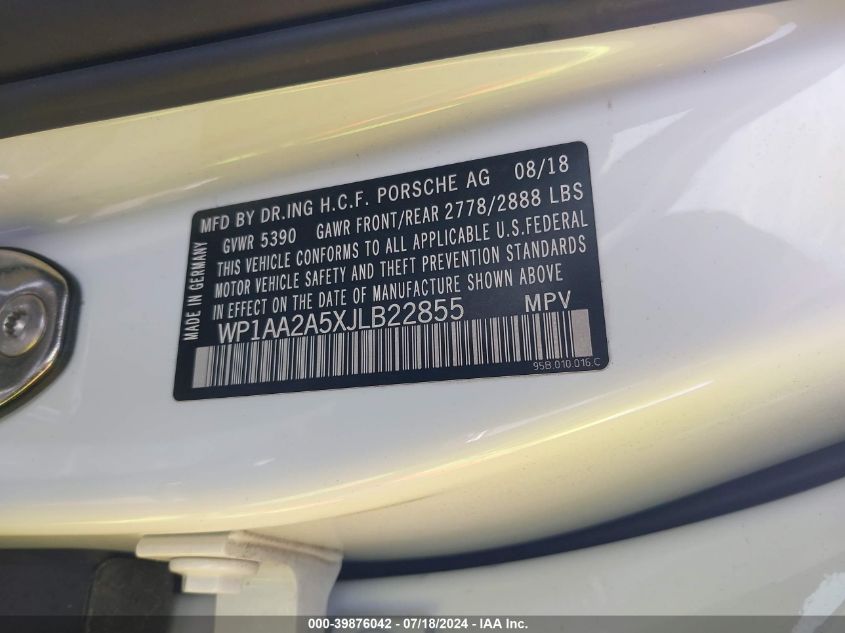 MFD BY DR.ING H.C.F. PORSCHE AG 08/18
GVWR 5390 GAWR FRONT/REAR 2778/2888 LBS
THIS VEHICLE CONFORMS TO ALL APPLICABLE U.S.FEDERAL
MOTOR VEHICLE SAFETY AND THEFT PREVENTION STANDARDS
IN EFFECT ON THE DATE OF MANUFACTURE SHOWN ABOVE
WP1AA2A5XJLB22855 MPV
95B.010.016.C
MADE IN GERMANY
000-39876042 - 07/18/2024 - IAA Inc.